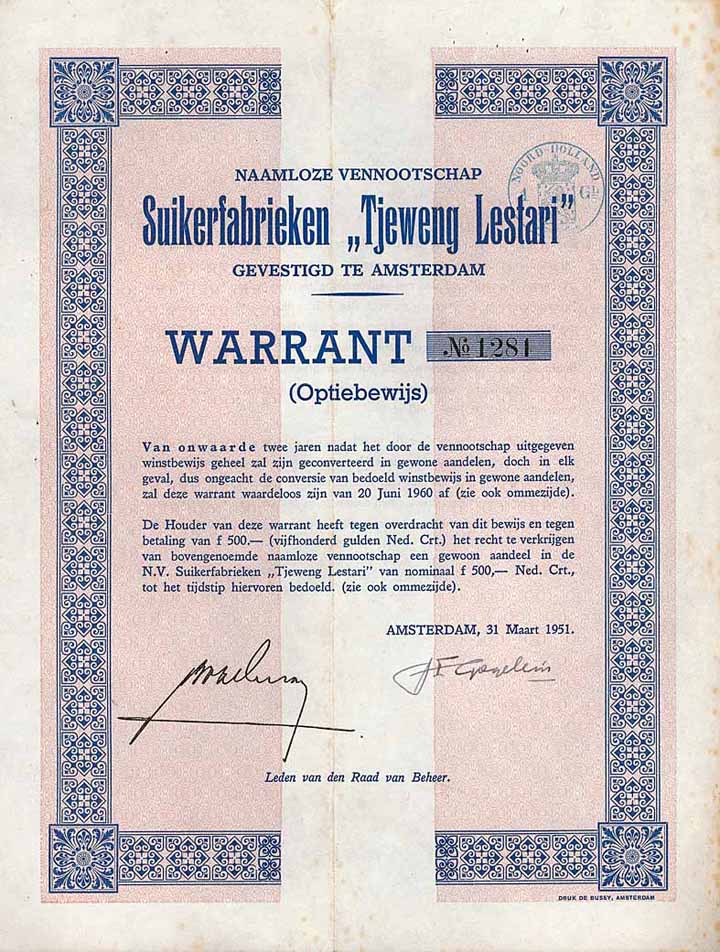 NAAMLOZE VENNOOTSCHAP
NOORD-HOLLAND
1 GLD
Suikerfabrieken „Tjeweng Lestari”
GEVESTIGD TE AMSTERDAM
WARRANT № 1281
(Optiebewijs)
Van onwaarde twee jaren nadat het door de vennootschap uitgegeven
winstbewijs geheel zal zijn geconverteerd in gewone aandelen, doch in elk
geval, dus ongeacht de conversie van bedoeld winstbewijs in gewone aandelen,
zal deze warrant waardeloos zijn van 20 Juni 1960 af (zie ook ommezijde).
De Houder van deze warrant heeft tegen overdracht van dit bewijs en tegen
betaling van f 500.— (vijfhonderd gulden Ned. Crt.) het recht te verkrijgen
van bovengenoemde naamloze vennootschap een gewoon aandeel in de
N.V. Suikerfabrieken „Tjeweng Lestari” van nominaal f 500,— Ned. Crt.,
tot het tijdstip hiervoren bedoeld. (zie ook ommezijde).
AMSTERDAM, 31 Maart 1951.
Leden van den Raad van Beheer.
DRUK DE BUSSY, AMSTERDAM